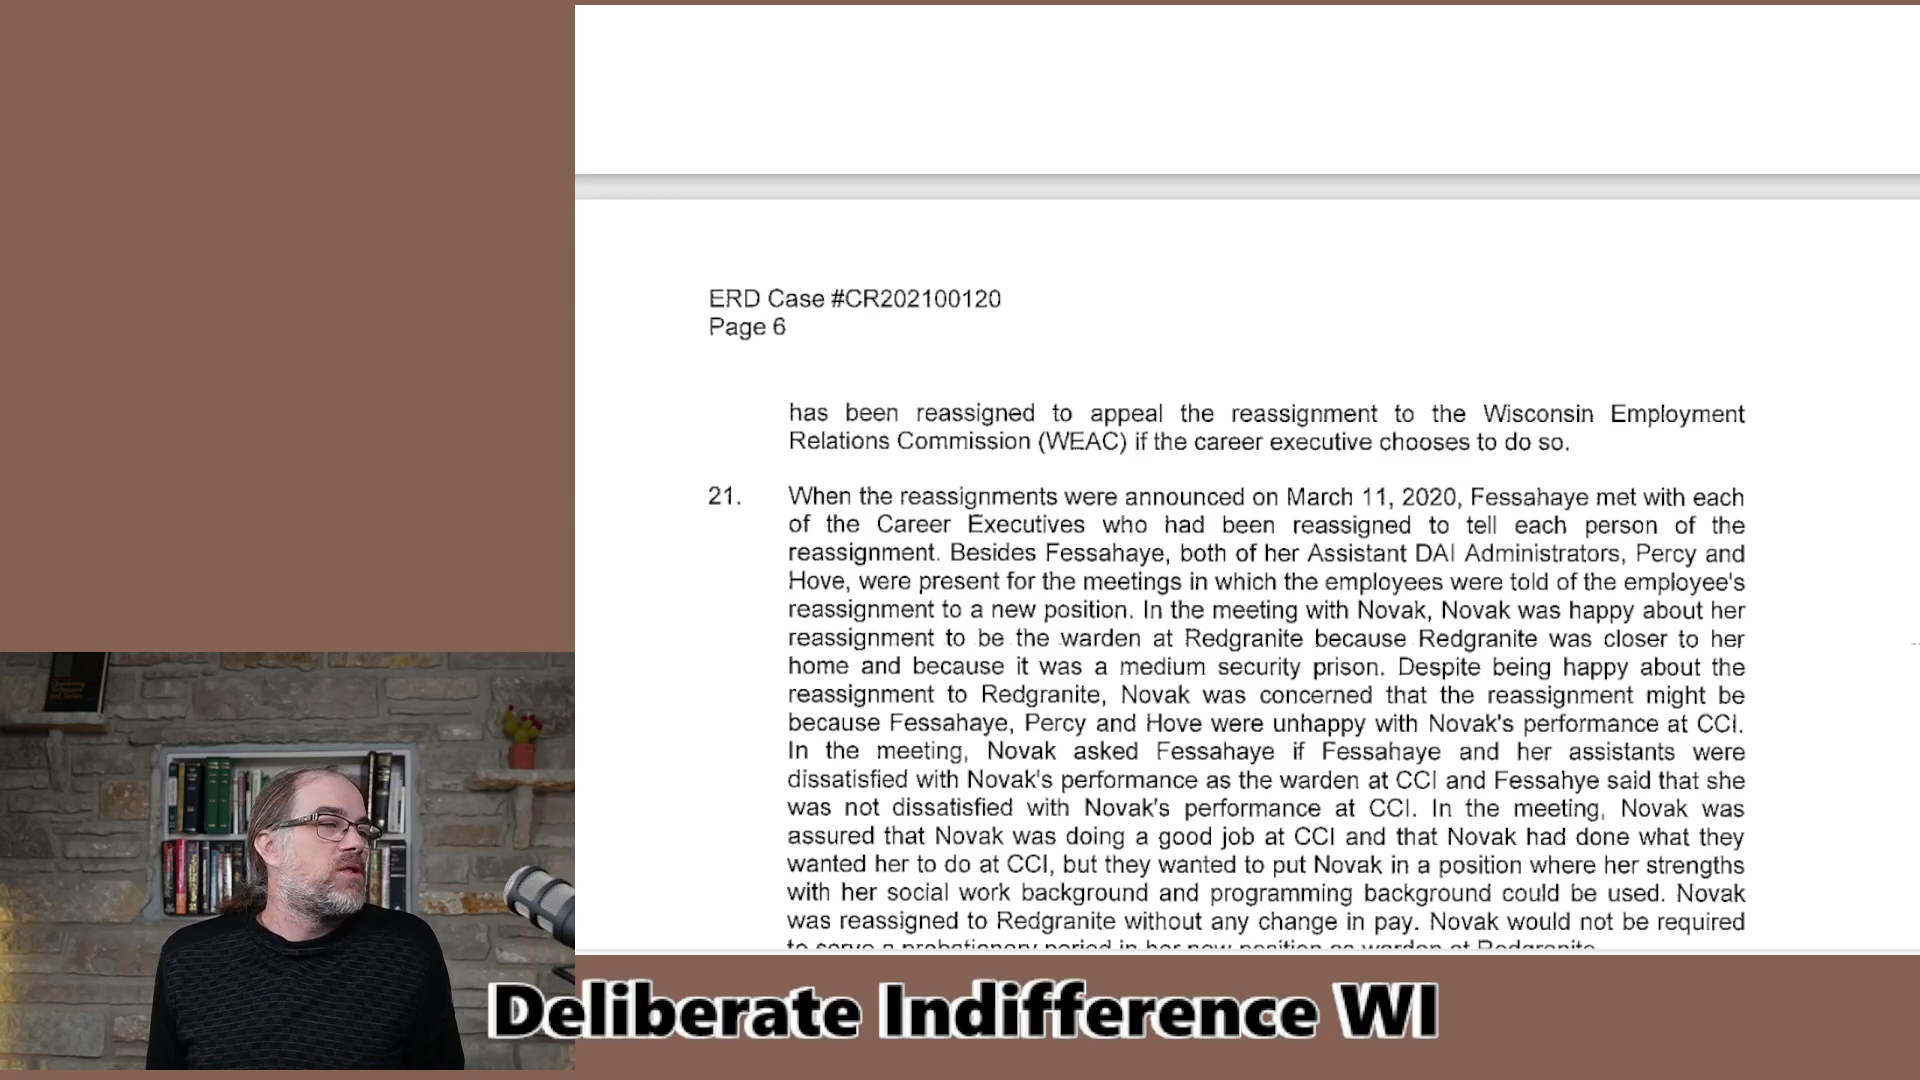 ERD Case #CR202100120
Page 6
has been reassigned to appeal the reassignment to the Wisconsin Employment
Relations Commission (WEAC) if the career executive chooses to do so.
21. When the reassignments were announced on March 11, 2020, Fessahaye met with each
of the Career Executives who had been reassigned to tell each person of the
reassignment. Besides Fessahaye, both of her Assistant DAI Administrators, Percy and
Hove, were present for the meetings in which the employees were told of the employee's
reassignment to a new position. In the meeting with Novak, Novak was happy about her
reassignment to be the warden at Redgranite because Redgranite was closer to her
home and because it was a medium security prison. Despite being happy about the
reassignment to Redgranite, Novak was concerned that the reassignment might be
because Fessahaye, Percy and Hove were unhappy with Novak's performance at CCI.
In the meeting, Novak asked Fessahaye if Fessahaye and her assistants were
dissatisfied with Novak's performance as the warden at CCI and Fessahye said that she
was not dissatisfied with Novak's performance at CCI. In the meeting, Novak was
assured that Novak was doing a good job at CCI and that Novak had done what they
wanted her to do at CCI, but they wanted to put Novak in a position where her strengths
with her social work background and programming background could be used. Novak
was reassigned to Redgranite without any change in pay. Novak would not be required
to serve a probationary period in her new position as warden at Redgranite.
Deliberate Indifference WI